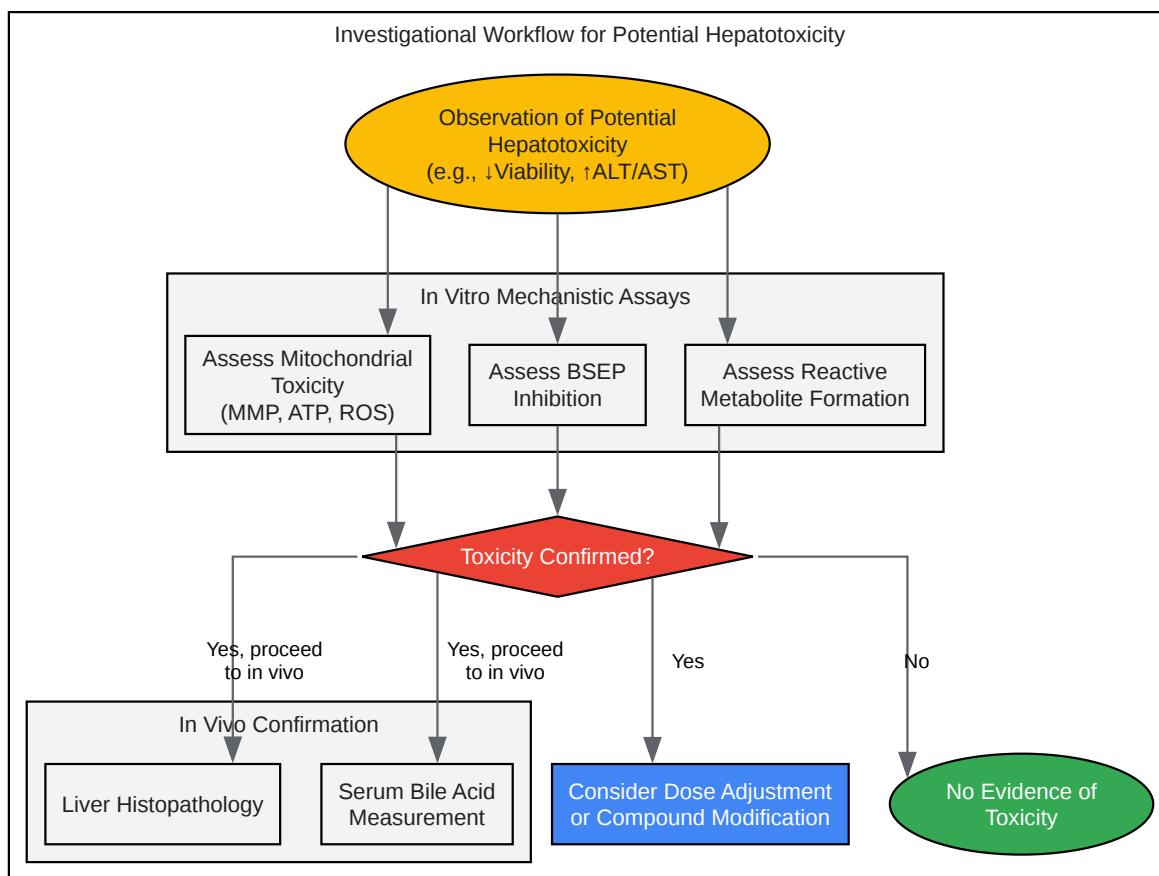 Investigational Workflow for Potential Hepatotoxicity
Observation of Potential
Hepatotoxicity
(e.g., ↓Viability, ↑ALT/AST)
In Vitro Mechanistic Assays
Assess Mitochondrial
Toxicity
(MMP, ATP, ROS)
Assess BSEP
Inhibition
Assess Reactive
Metabolite Formation
Toxicity Confirmed?
Yes, proceed
to in vivo
Yes, proceed
to in vivo
Yes
No
In Vivo Confirmation
Liver Histopathology
Serum Bile Acid
Measurement
Consider Dose Adjustment
or Compound Modification
No Evidence of
Toxicity